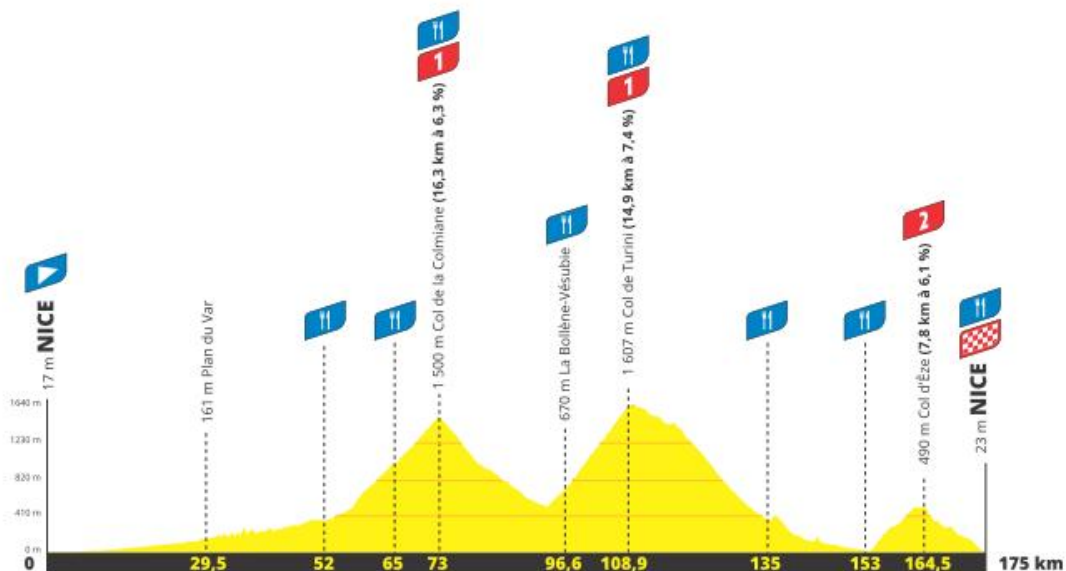 1
1 500 m Col de la Colmiane (16,3 km à 6,3 %)
1
1 607 m Col de Turini (14,9 km à 7,4 %)
2
490 m Col d'Èze (7,8 km à 6,1 %)
17 m NICE
161 m Plan du Var
670 m La Bollène-Vésubie
23 m NICE
1640 m
1230 m
820 m
410 m
0 m
0
29,5
52
65
73
96,6
108,9
135
153
164,5
175 km